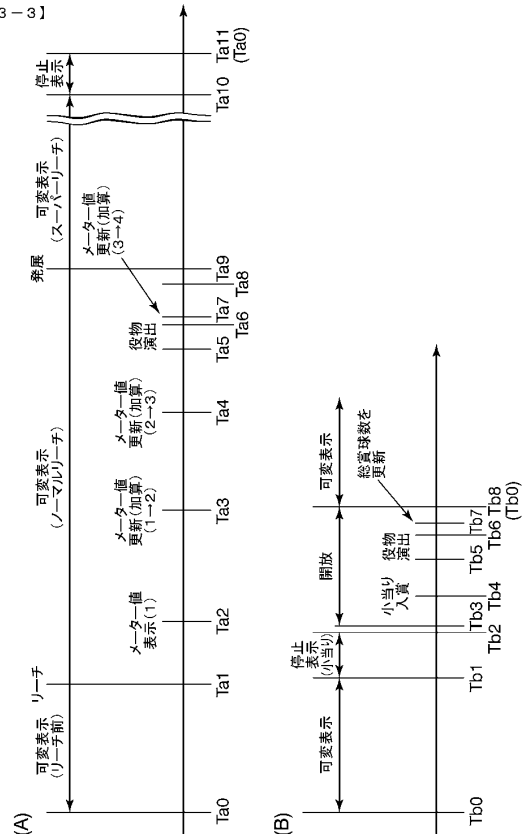 3－3】
(A)
可変表示
(リーチ前)
リーチ
可変表示
(ノーマルリーチ)
発展
可変表示
(スーパーリーチ)
停止
表示
メーター値
表示(1)
メーター値
更新(加算)
(1→2)
メーター値
更新(加算)
(2→3)
役物
演出
メーター値
更新(加算)
(3→4)
Ta0
Ta1
Ta2
Ta3
Ta4
Ta5
Ta6
Ta7
Ta8
Ta9
Ta10
Ta11
(Ta0)
(B)
可変表示
停止
表示
(小当り)
開放
可変表示
小当り
入賞
役物
演出
総賞球数を
更新
Tb0
Tb1
Tb2
Tb3
Tb4
Tb5
Tb6
Tb7
Tb8
(Tb0)